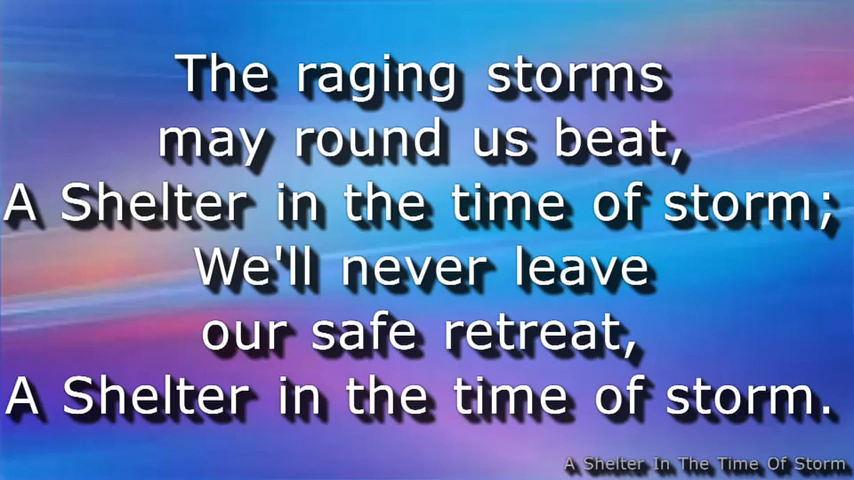 The raging storms
may round us beat,
A Shelter in the time of storm;
We'll never leave
our safe retreat,
A Shelter in the time of storm.
A Shelter In The Time Of Storm